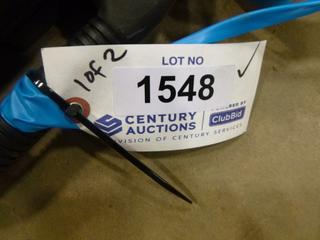 1 of 2
LOT NO
1548
CENTURY
AUCTIONS
ClubBid
DIVISION OF CENTURY SERVICES